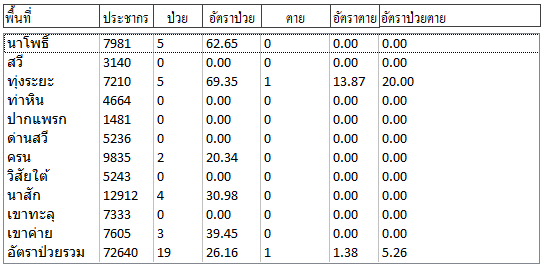 พื้นที่ ประชากร ป่วย อัตราป่วย ตาย อัตราตาย อัตราป่วยตาย
นาโพธิ์ 7981 5 62.65 0 0.00 0.00
สวี 3140 0 0.00 0 0.00 0.00
ทุ่งระยะ 7210 5 69.35 1 13.87 20.00
ท่าหิน 4664 0 0.00 0 0.00 0.00
ปากแพรก 1481 0 0.00 0 0.00 0.00
ด่านสวี 5236 0 0.00 0 0.00 0.00
ครน 9835 2 20.34 0 0.00 0.00
วิสัยใต้ 5243 0 0.00 0 0.00 0.00
นาสัก 12912 4 30.98 0 0.00 0.00
เขาทะลุ 7333 0 0.00 0 0.00 0.00
เขาค่าย 7605 3 39.45 0 0.00 0.00
อัตราป่วยรวม 72640 19 26.16 1 1.38 5.26